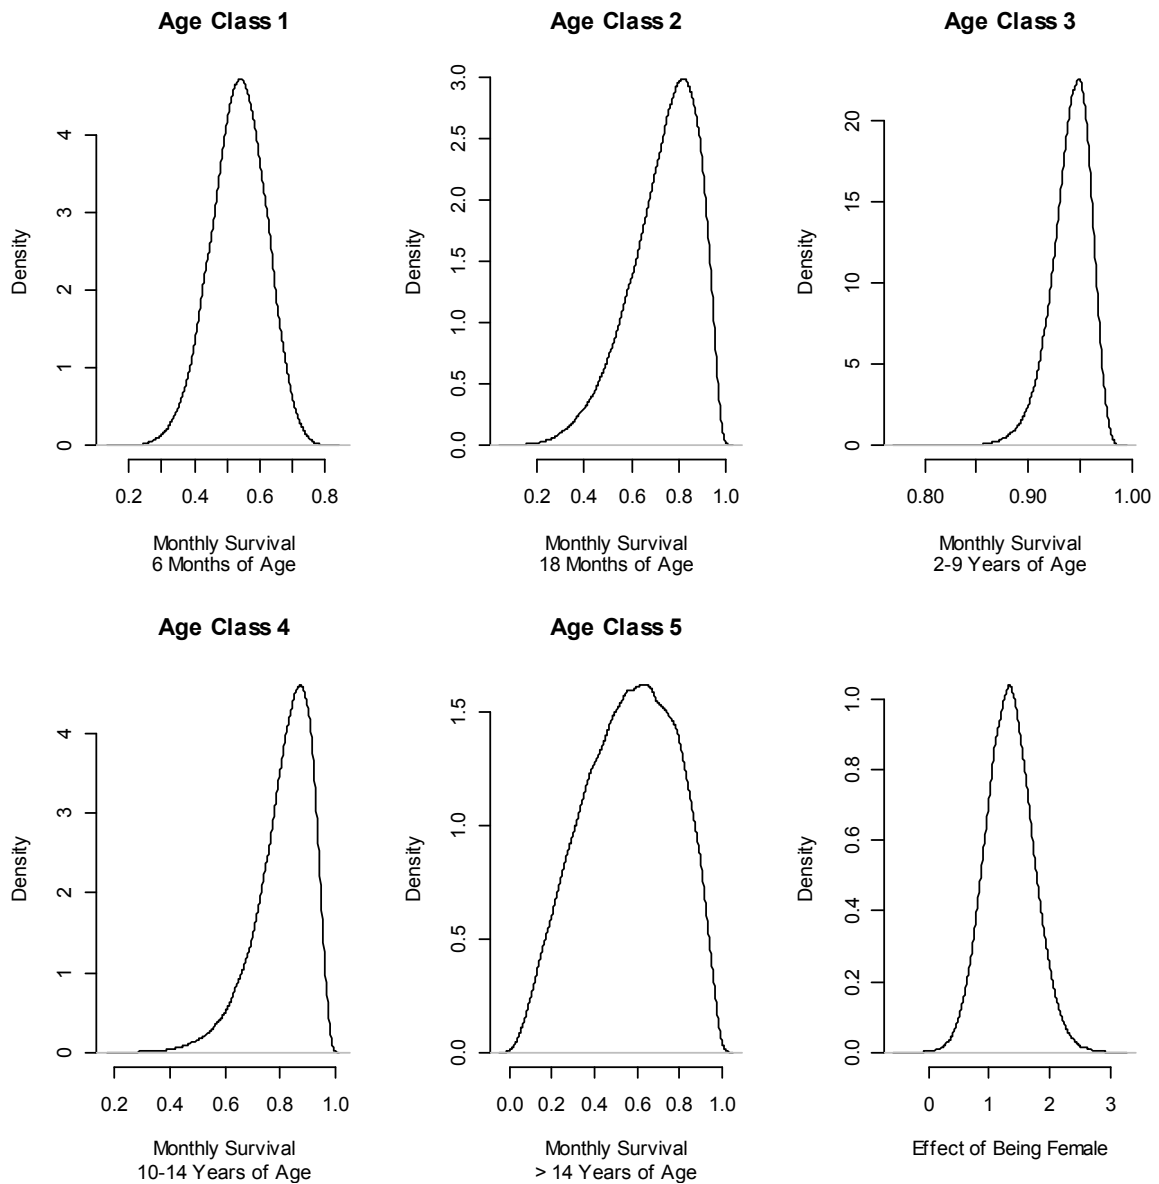 Age Class 1
Density
0
1
2
3
4
0.2
0.4
0.6
0.8
Monthly Survival
6 Months of Age
Age Class 2
Density
0.0
0.5
1.0
1.5
2.0
2.5
3.0
0.2
0.4
0.6
0.8
1.0
Monthly Survival
18 Months of Age
Age Class 3
Density
0
5
10
15
20
0.80
0.90
1.00
Monthly Survival
2-9 Years of Age
Age Class 4
Density
0
1
2
3
4
0.2
0.4
0.6
0.8
1.0
Monthly Survival
10-14 Years of Age
Age Class 5
Density
0.0
0.5
1.0
1.5
0.0
0.2
0.4
0.6
0.8
1.0
Monthly Survival
> 14 Years of Age
Density
0.0
0.2
0.4
0.6
0.8
1.0
0
1
2
3
Effect of Being Female